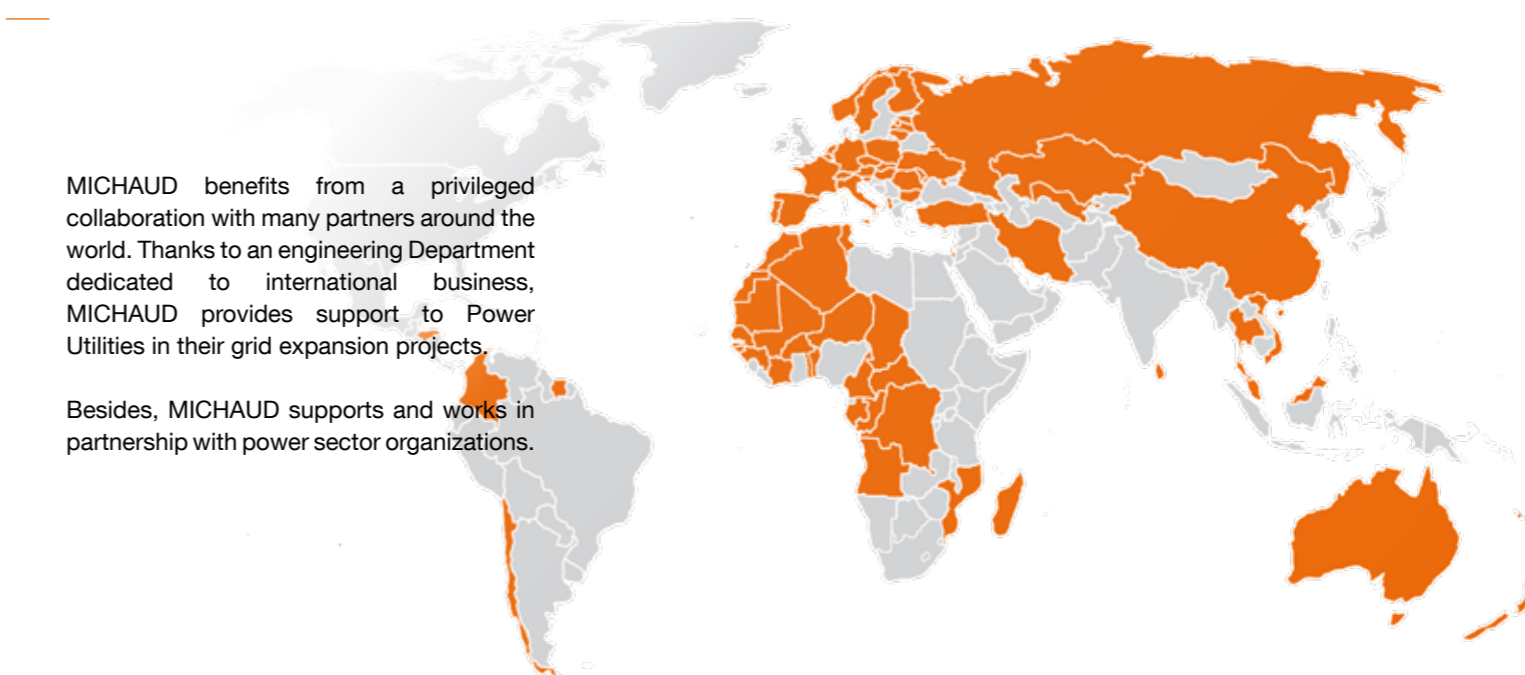 MICHAUD benefits from a privileged
collaboration with many partners around the
world. Thanks to an engineering Department
dedicated to international business,
MICHAUD provides support to Power
Utilities in their grid expansion projects.
Besides, MICHAUD supports and works in
partnership with power sector organizations.